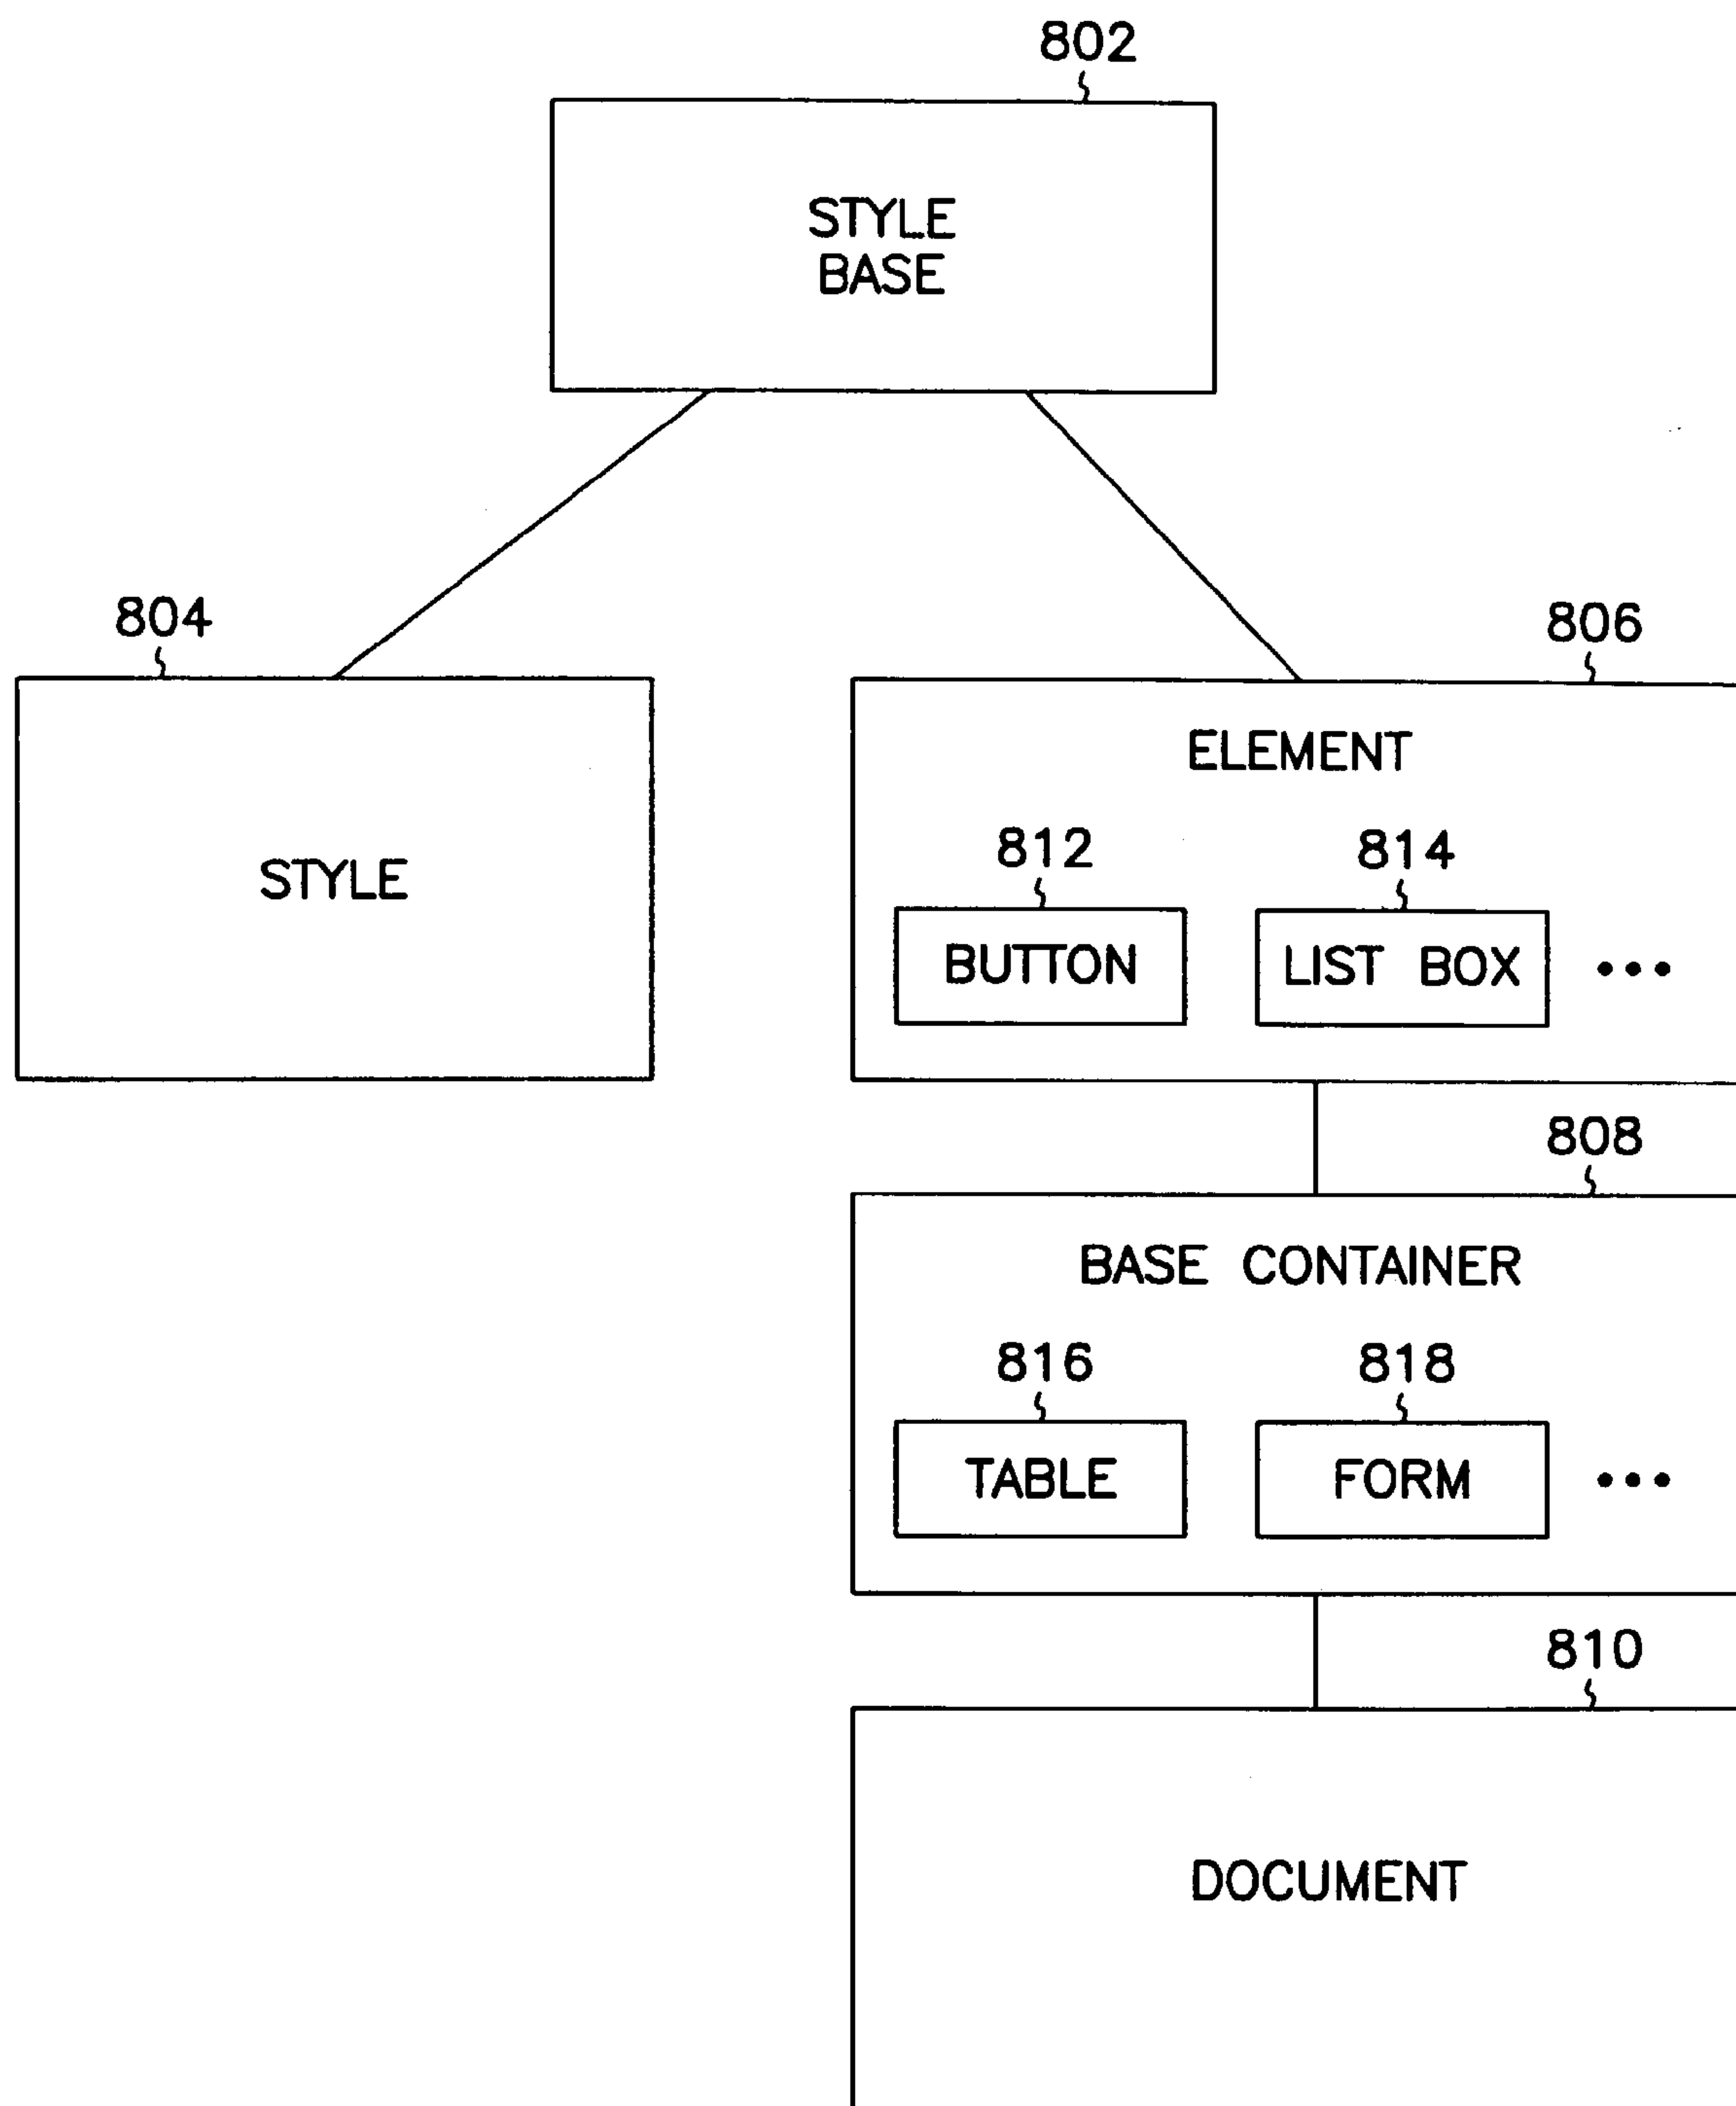 802
STYLE
BASE
804
806
STYLE
ELEMENT
812
814
BUTTON
LIST BOX
•••
808
BASE CONTAINER
816
818
TABLE
FORM
•••
810
DOCUMENT